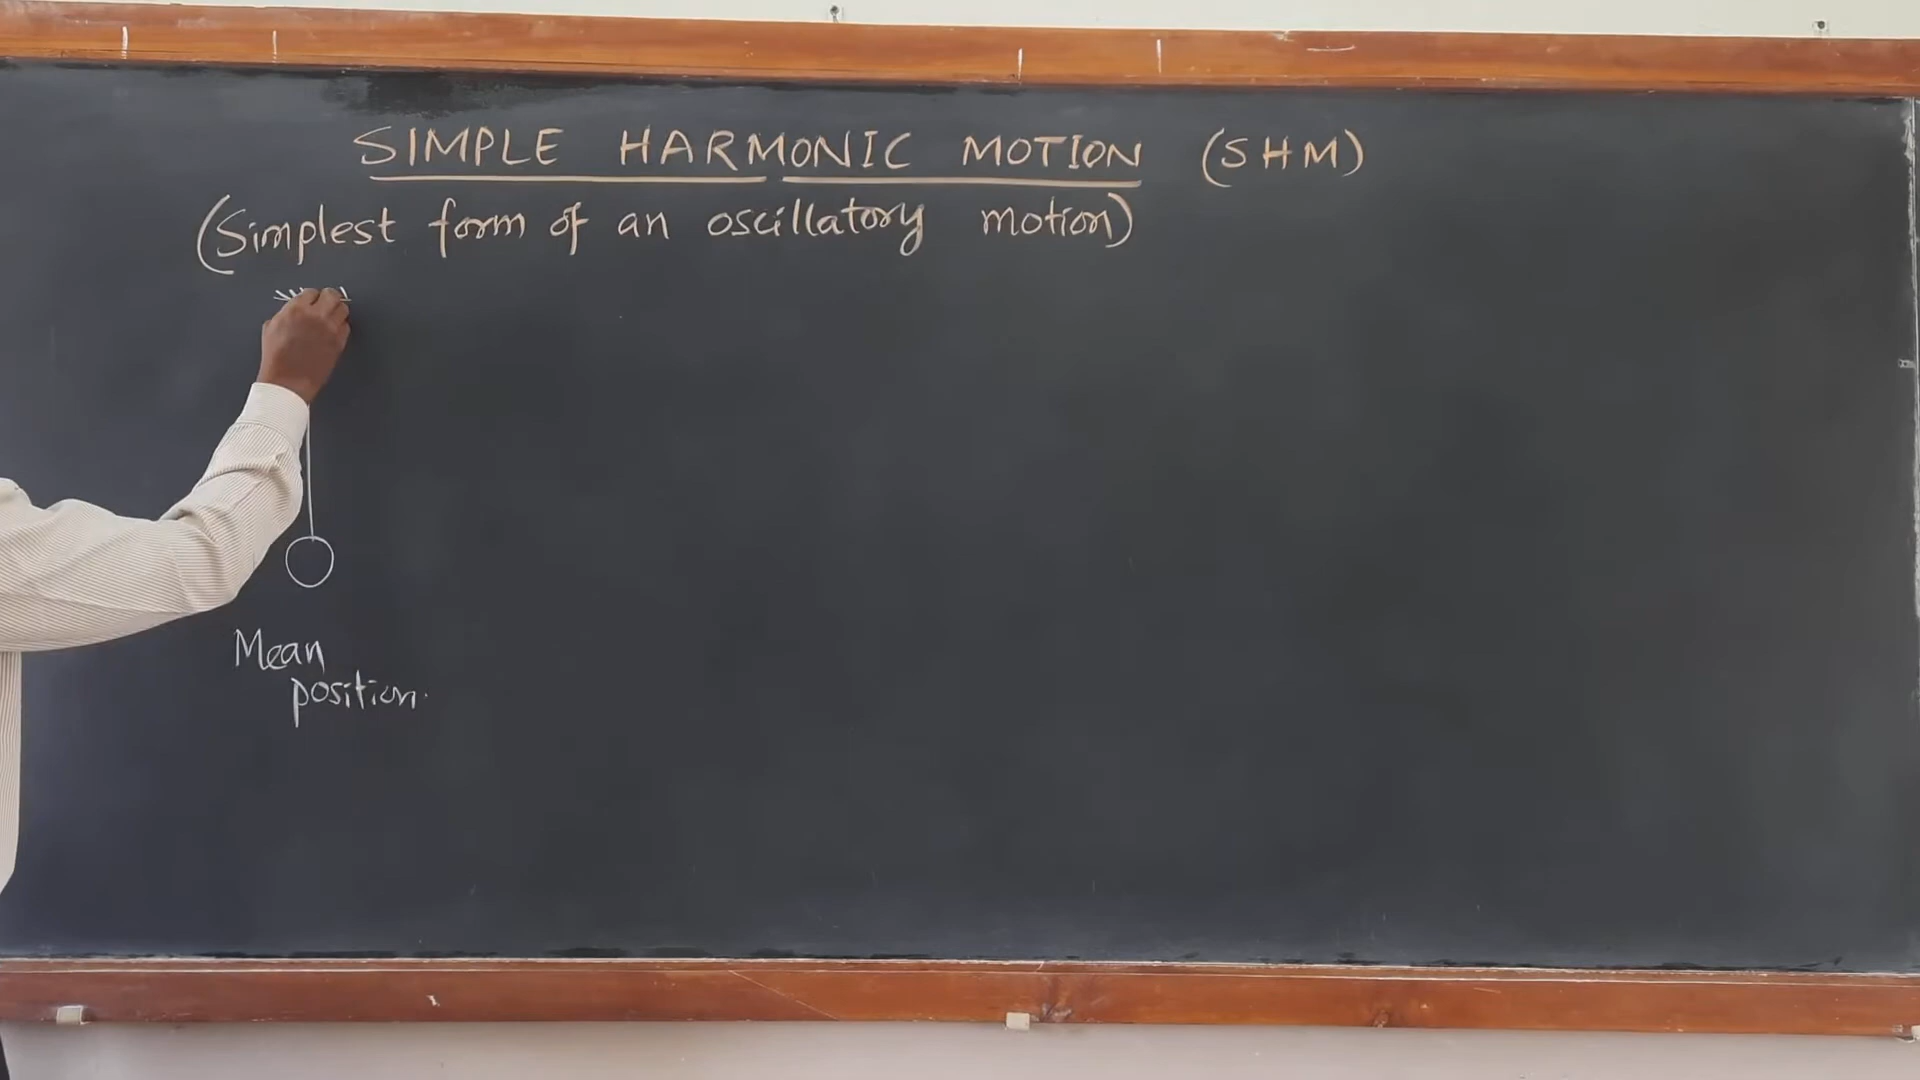 SIMPLE HARMONIC MOTION (SHM)
(Simplest form of an oscillatory motion)
Mean
position.